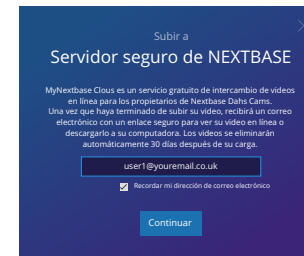 Subir a
Servidor seguro de NEXTBASE
MyNextbase Clous es un servicio gratuito de intercambio de videos
en línea para los propietarios de Nextbase Dahs Cams.
Una vez que haya terminado de subir su video, recibirá un correo
electrónico con un enlace seguro para ver su video en línea o
descargarlo a su computadora. Los videos se eliminarán
automáticamente 30 días después de su carga.
user1@youremail.co.uk
Recordar mi dirección de correo electrónico
Continuar